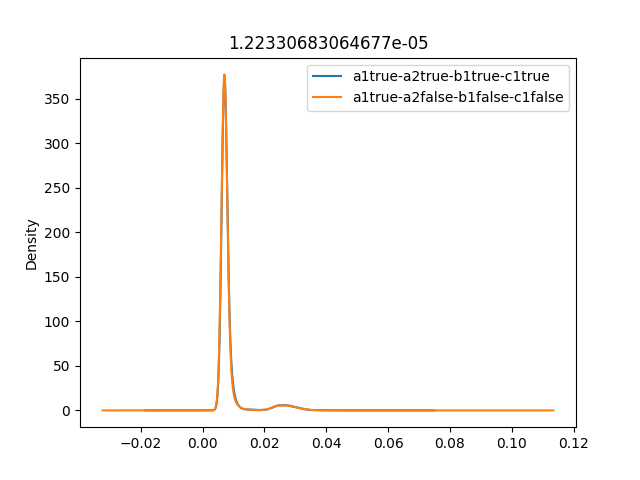 1.22330683064677e-05
a1true-a2true-b1true-c1true
a1true-a2false-b1false-c1false
Density
350
300
250
200
150
100
50
0
−0.02 0.00 0.02 0.04 0.06 0.08 0.10 0.12